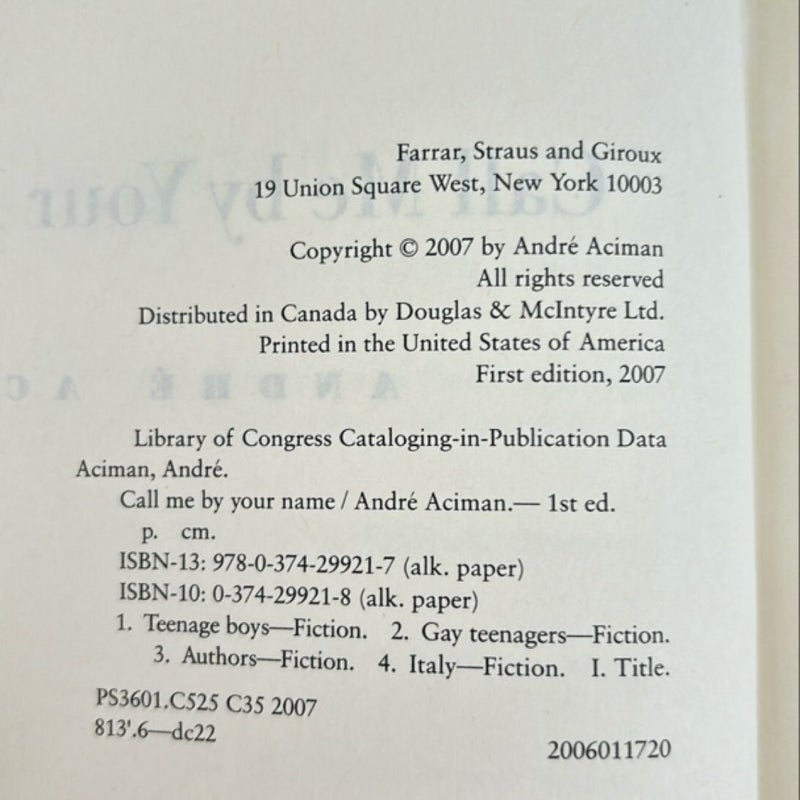 Farrar, Straus and Giroux
19 Union Square West, New York 10003
Copyright © 2007 by André Aciman
All rights reserved
Distributed in Canada by Douglas & McIntyre Ltd.
Printed in the United States of America
First edition, 2007
Library of Congress Cataloging-in-Publication Data
Aciman, André.
Call me by your name / André Aciman.— 1st ed.
p. cm.
ISBN-13: 978-0-374-29921-7 (alk. paper)
ISBN-10: 0-374-29921-8 (alk. paper)
1. Teenage boys—Fiction. 2. Gay teenagers—Fiction.
3. Authors—Fiction. 4. Italy—Fiction. I. Title.
PS3601.C525 C35 2007
813'.6—dc22
2006011720